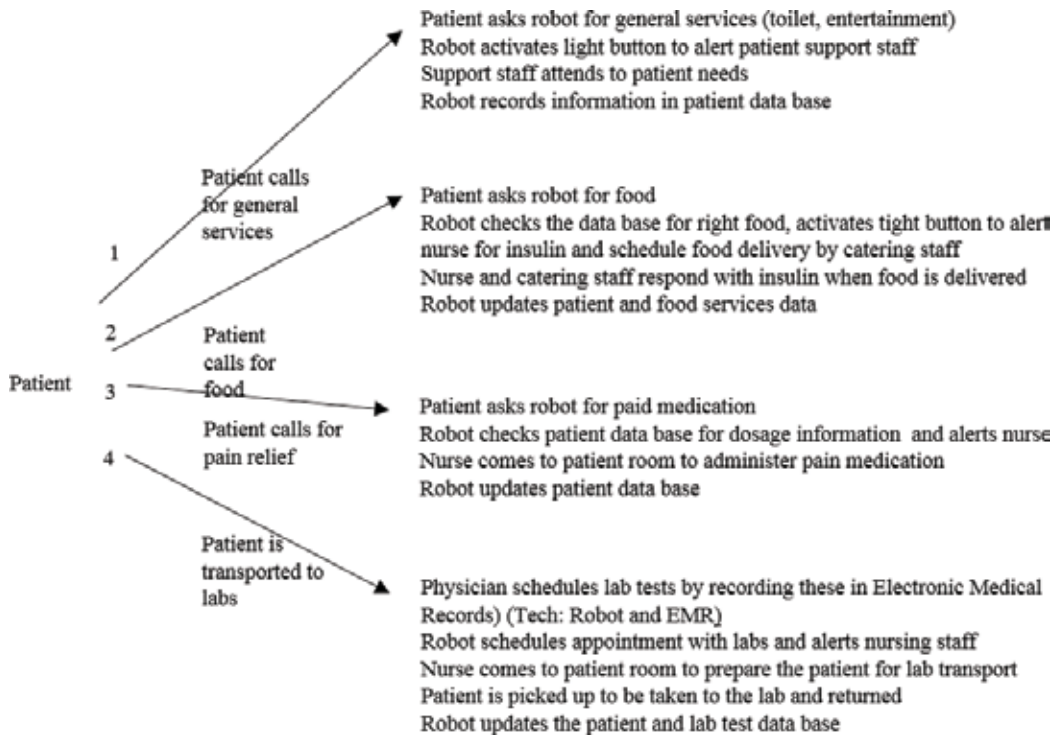 Patient asks robot for general services (toilet, entertainment)
Robot activates light button to alert patient support staff
Support staff attends to patient needs
Robot records information in patient data base
Patient calls
for general
services
1
Patient asks robot for food
Robot checks the data base for right food, activates tight button to alert
nurse for insulin and schedule food delivery by catering staff
Nurse and catering staff respond with insulin when food is delivered
Robot updates patient and food services data
2
Patient
calls for
food
Patient
3
Patient asks robot for paid medication
Robot checks patient data base for dosage information and alerts nurse
Nurse comes to patient room to administer pain medication
Robot updates patient data base
Patient calls for
pain relief
4
Patient is
transported to
labs
Physician schedules lab tests by recording these in Electronic Medical
Records) (Tech: Robot and EMR)
Robot schedules appointment with labs and alerts nursing staff
Nurse comes to patient room to prepare the patient for lab transport
Patient is picked up to be taken to the lab and returned
Robot updates the patient and lab test data base